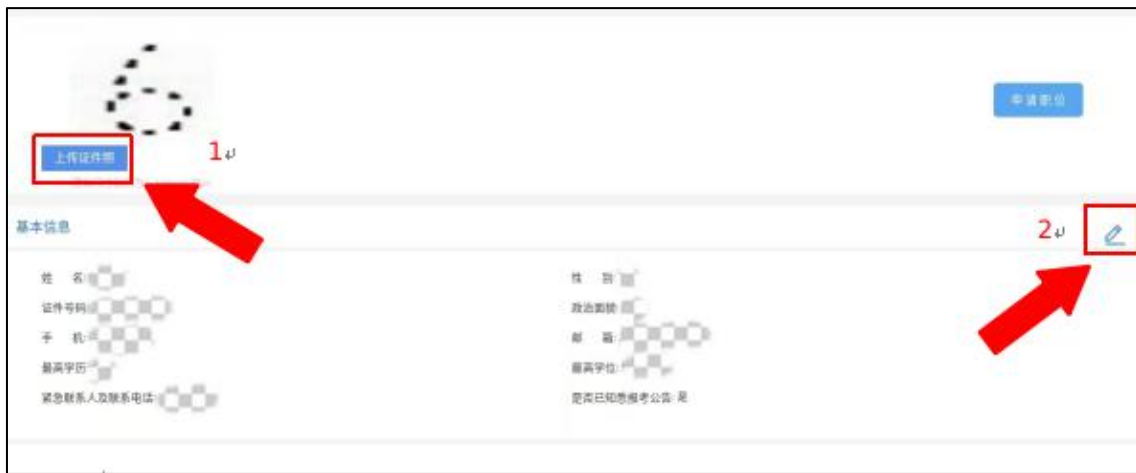 6
申请职位
上传证件照
1
基本信息
2
姓 名:
性 别:
证件号码:
政治面貌:
手 机:
邮 箱:
最高学历:
最高学位:
紧急联系人及联系电话:
是否已知悉报考公告: 是